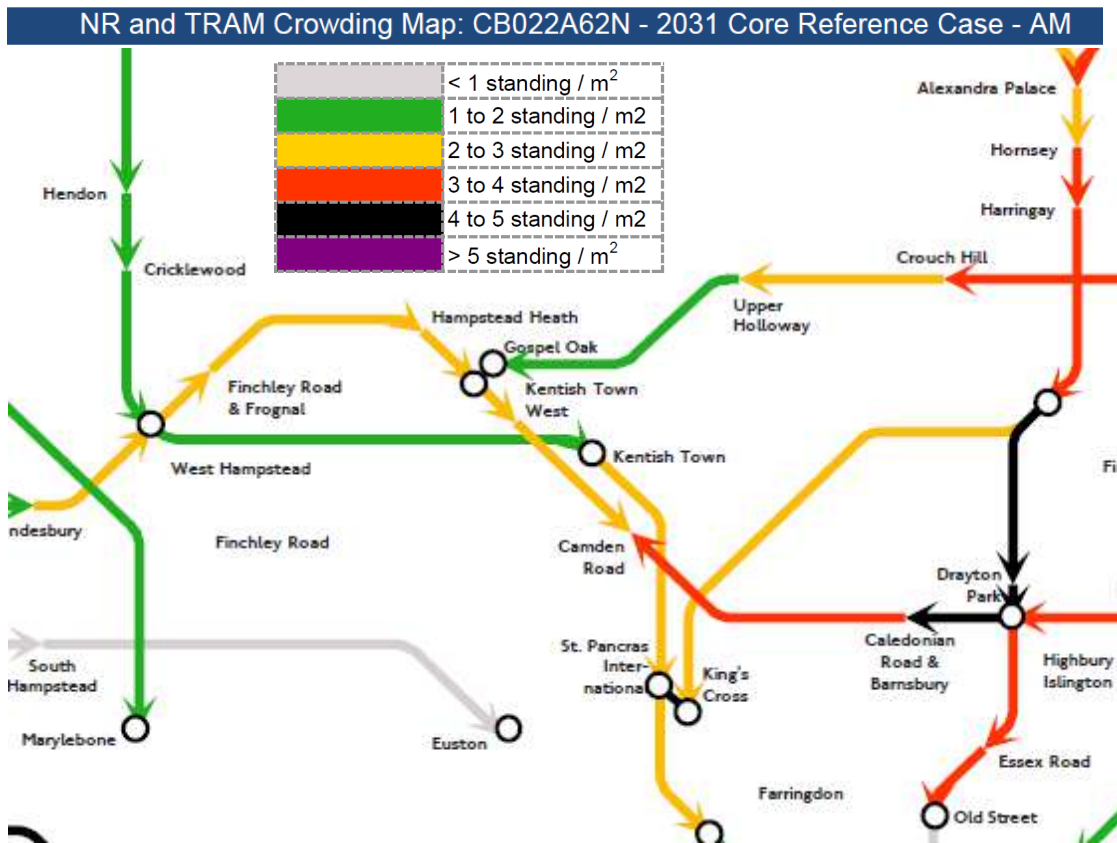 NR and TRAM Crowding Map: CB022A62N - 2031 Core Reference Case - AM
< 1 standing / m²
1 to 2 standing / m2
2 to 3 standing / m2
3 to 4 standing / m2
4 to 5 standing / m2
> 5 standing / m²
Alexandra Palace
Hornsey
Harringay
Hendon
Cricklewood
Crouch Hill
Upper
Holloway
Hampstead Heath
Gospel Oak
Finchley Road
& Frognal
Kentish Town
West
West Hampstead
Kentish Town
Fi
ndesbury
Finchley Road
Camden
Road
Drayton
Park
South
Hampstead
St. Pancras
Inter-
national
King's
Cross
Caledonian
Road &
Barnsbury
Highbury
Islington
Marylebone
Euston
Essex Road
Farringdon
Old Street